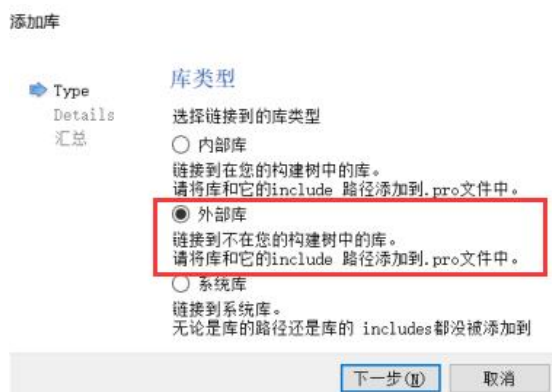 添加库
Type
Details
汇总
库类型
选择链接到的库类型
内部库
链接到在您的构建树中的库。
请将库和它的include 路径添加到.pro文件中。
外部库
链接到不在您的构建树中的库。
请将库和它的include 路径添加到.pro文件中。
系统库
链接到系统库。
无论是库的路径还是库的 includes都没被添加到
下一步(N)
取消